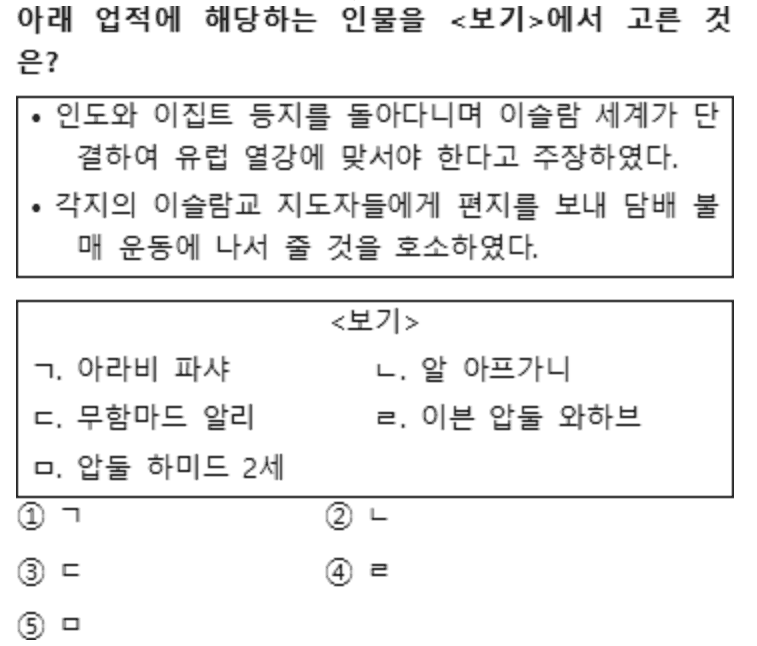 아래 업적에 해당하는 인물을 <보기>에서 고른 것
은?
• 인도와 이집트 등지를 돌아다니며 이슬람 세계가 단
결하여 유럽 열강에 맞서야 한다고 주장하였다.
• 각지의 이슬람교 지도자들에게 편지를 보내 담배 불
매 운동에 나서 줄 것을 호소하였다.
<보기>
ㄱ. 아라비 파샤 ㄴ. 알 아프가니
ㄷ. 무함마드 알리 ㄹ. 이븐 압둘 와하브
ㅁ. 압둘 하미드 2세
① ㄱ ② ㄴ
③ ㄷ ④ ㄹ
⑤ ㅁ